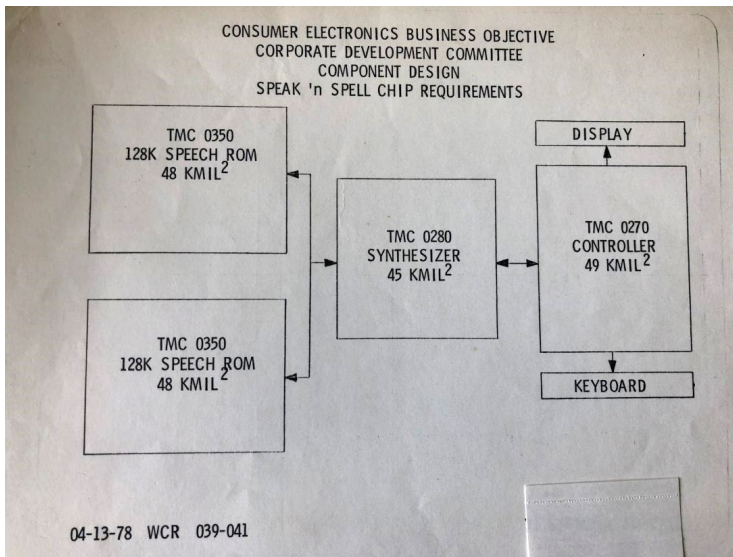 CONSUMER ELECTRONICS BUSINESS OBJECTIVE
CORPORATE DEVELOPMENT COMMITTEE
COMPONENT DESIGN
SPEAK 'n SPELL CHIP REQUIREMENTS
TMC 0350
128K SPEECH ROM
48 KMIL²
TMC 0350
128K SPEECH ROM
48 KMIL²
TMC 0280
SYNTHESIZER
45 KMIL²
DISPLAY
TMC 0270
CONTROLLER
49 KMIL²
KEYBOARD
04-13-78 WCR 039-041